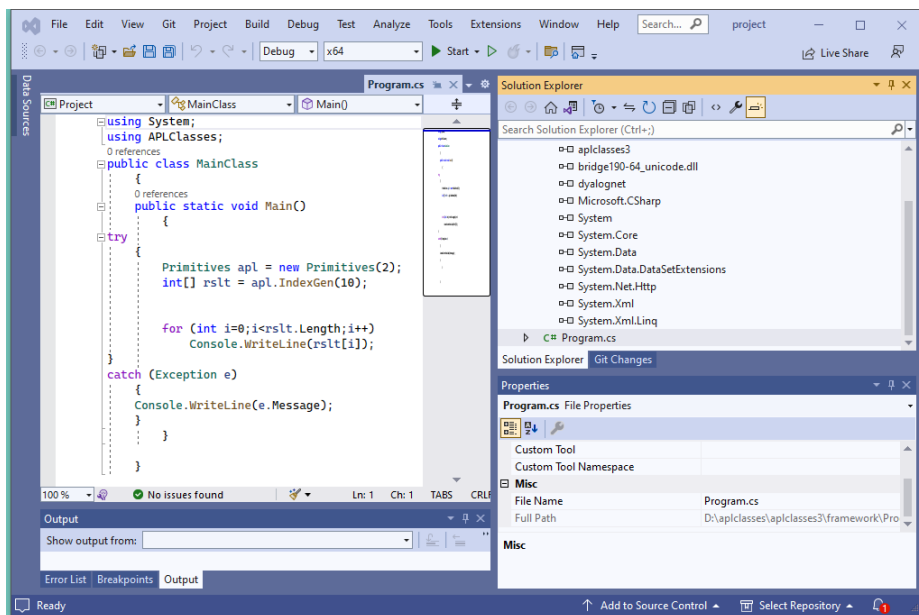 File Edit View Git Project Build Debug Test Analyze Tools Extensions Window Help Search... project
Debug x64 Start Live Share
Data Sources
Program.cs
Project MainClass Main()
using System;
using APLClasses;
0 references
public class MainClass
{
0 references
public static void Main()
{
try
{
Primitives apl = new Primitives(2);
int[] rslt = apl.IndexGen(10);
for (int i=0;i<rslt.Length;i++)
Console.WriteLine(rslt[i]);
}
catch (Exception e)
{
Console.WriteLine(e.Message);
}
}
}
100 % No issues found Ln: 1 Ch: 1 TABS CRLF
Output
Show output from:
Error List Breakpoints Output
Solution Explorer
Search Solution Explorer (Ctrl+;)
aplclasses3
bridge190-64_unicode.dll
dyalognet
Microsoft.CSharp
System
System.Core
System.Data
System.Data.DataSetExtensions
System.Net.Http
System.Xml
System.Xml.Linq
C# Program.cs
Solution Explorer Git Changes
Properties
Program.cs File Properties
Custom Tool
Custom Tool Namespace
Misc
File Name Program.cs
Full Path D:\aplclasses\aplclasses3\framework\Pro
Misc
Ready Add to Source Control Select Repository 1